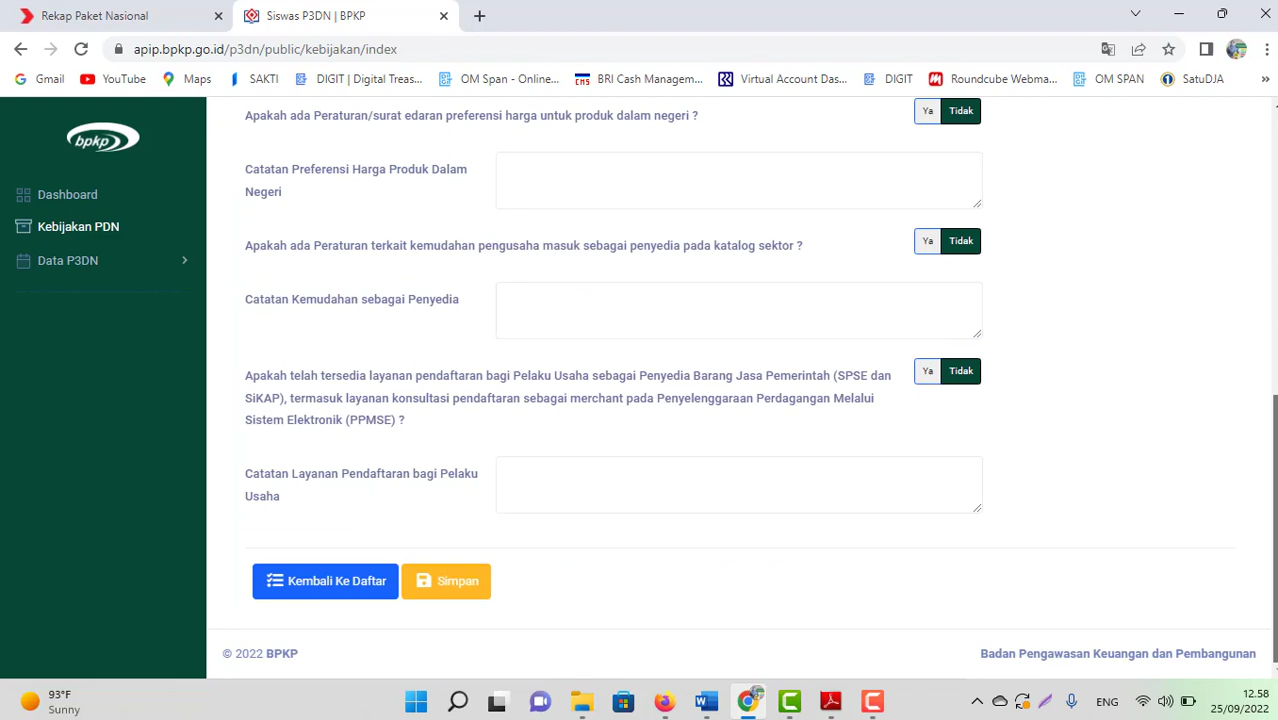 Rekap Paket Nasional
Siswas P3DN | BPKP
apip.bpkp.go.id/p3dn/public/kebijakan/index
Gmail
YouTube
Maps
SAKTI
DIGIT | Digital Treas...
OM Span - Online...
CMS
BRI Cash Managem...
Virtual Account Das...
DIGIT
Roundcube Webma...
OM SPAN
SatuDJA
bpkp
Dashboard
Kebijakan PDN
Data P3DN
Apakah ada Peraturan/surat edaran preferensi harga untuk produk dalam negeri ?
Ya Tidak
Catatan Preferensi Harga Produk Dalam
Negeri
Apakah ada Peraturan terkait kemudahan pengusaha masuk sebagai penyedia pada katalog sektor ?
Ya Tidak
Catatan Kemudahan sebagai Penyedia
Apakah telah tersedia layanan pendaftaran bagi Pelaku Usaha sebagai Penyedia Barang Jasa Pemerintah (SPSE dan
SiKAP), termasuk layanan konsultasi pendaftaran sebagai merchant pada Penyelenggaraan Perdagangan Melalui
Sistem Elektronik (PPMSE) ?
Ya Tidak
Catatan Layanan Pendaftaran bagi Pelaku
Usaha
Kembali Ke Daftar
Simpan
© 2022 BPKP
Badan Pengawasan Keuangan dan Pembangunan
93°F
Sunny
ENG
12.58
25/09/2022